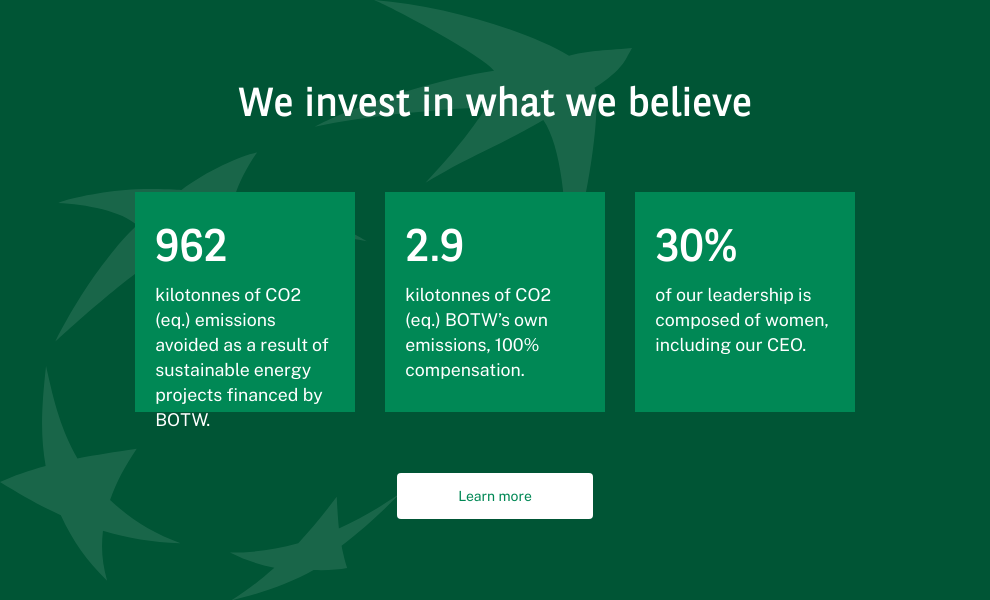 We invest in what we believe
962
kilotonnes of CO2
(eq.) emissions
avoided as a result of
sustainable energy
projects financed by
BOTW.
2.9
kilotonnes of CO2
(eq.) BOTW’s own
emissions, 100%
compensation.
30%
of our leadership is
composed of women,
including our CEO.
Learn more